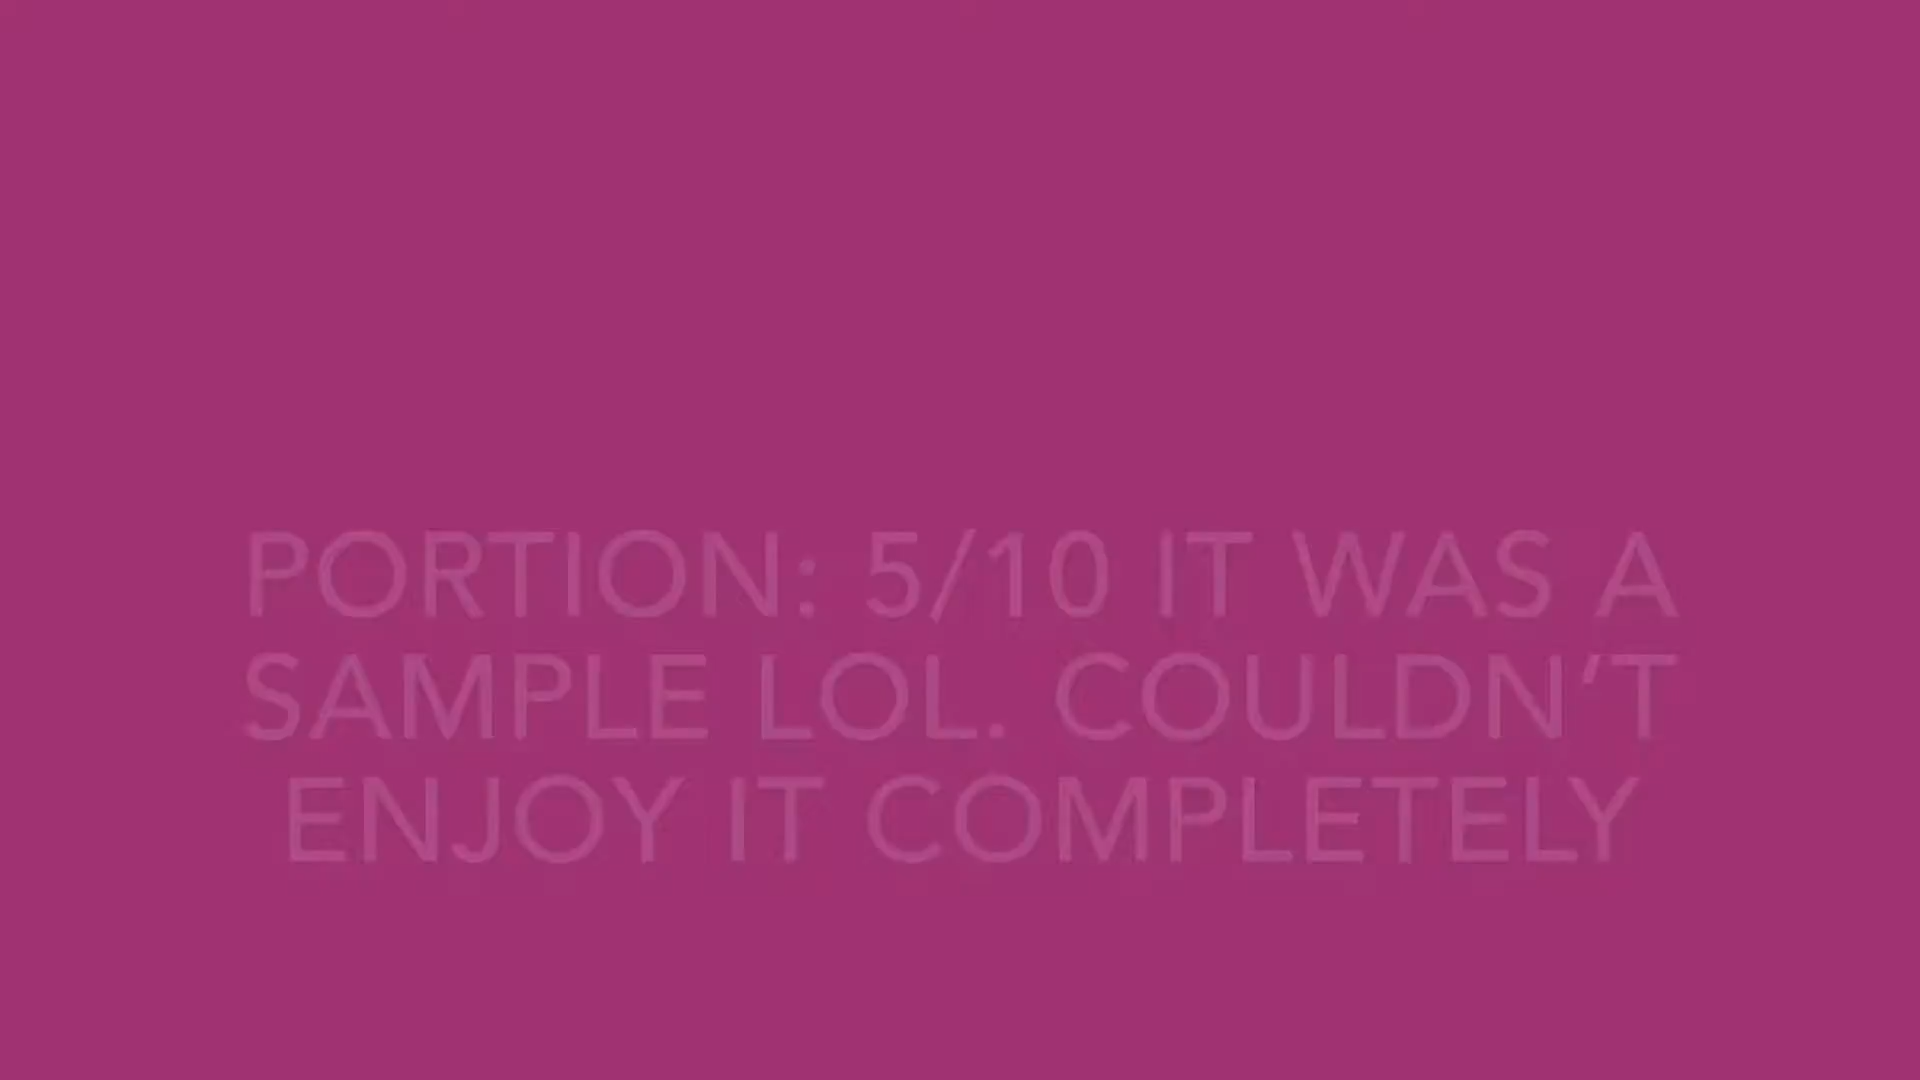 PORTION: 5/10 IT WAS A
SAMPLE LOL. COULDN’T
ENJOY IT COMPLETELY